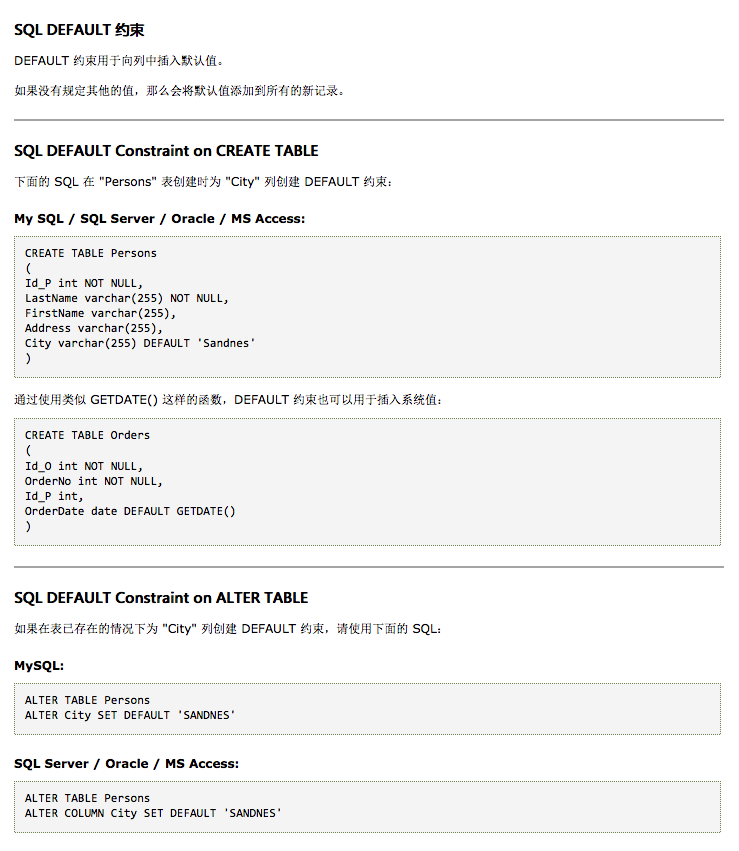 SQL DEFAULT 约束
DEFAULT 约束用于向列中插入默认值。
如果没有规定其他的值，那么会将默认值添加到所有的新记录。
SQL DEFAULT Constraint on CREATE TABLE
下面的 SQL 在 "Persons" 表创建时为 "City" 列创建 DEFAULT 约束：
My SQL / SQL Server / Oracle / MS Access:
CREATE TABLE Persons
(
Id_P int NOT NULL,
LastName varchar(255) NOT NULL,
FirstName varchar(255),
Address varchar(255),
City varchar(255) DEFAULT 'Sandnes'
)
通过使用类似 GETDATE() 这样的函数，DEFAULT 约束也可以用于插入系统值：
CREATE TABLE Orders
(
Id_O int NOT NULL,
OrderNo int NOT NULL,
Id_P int,
OrderDate date DEFAULT GETDATE()
)
SQL DEFAULT Constraint on ALTER TABLE
如果在表已存在的情况下为 "City" 列创建 DEFAULT 约束，请使用下面的 SQL：
MySQL:
ALTER TABLE Persons
ALTER City SET DEFAULT 'SANDNES'
SQL Server / Oracle / MS Access:
ALTER TABLE Persons
ALTER COLUMN City SET DEFAULT 'SANDNES'